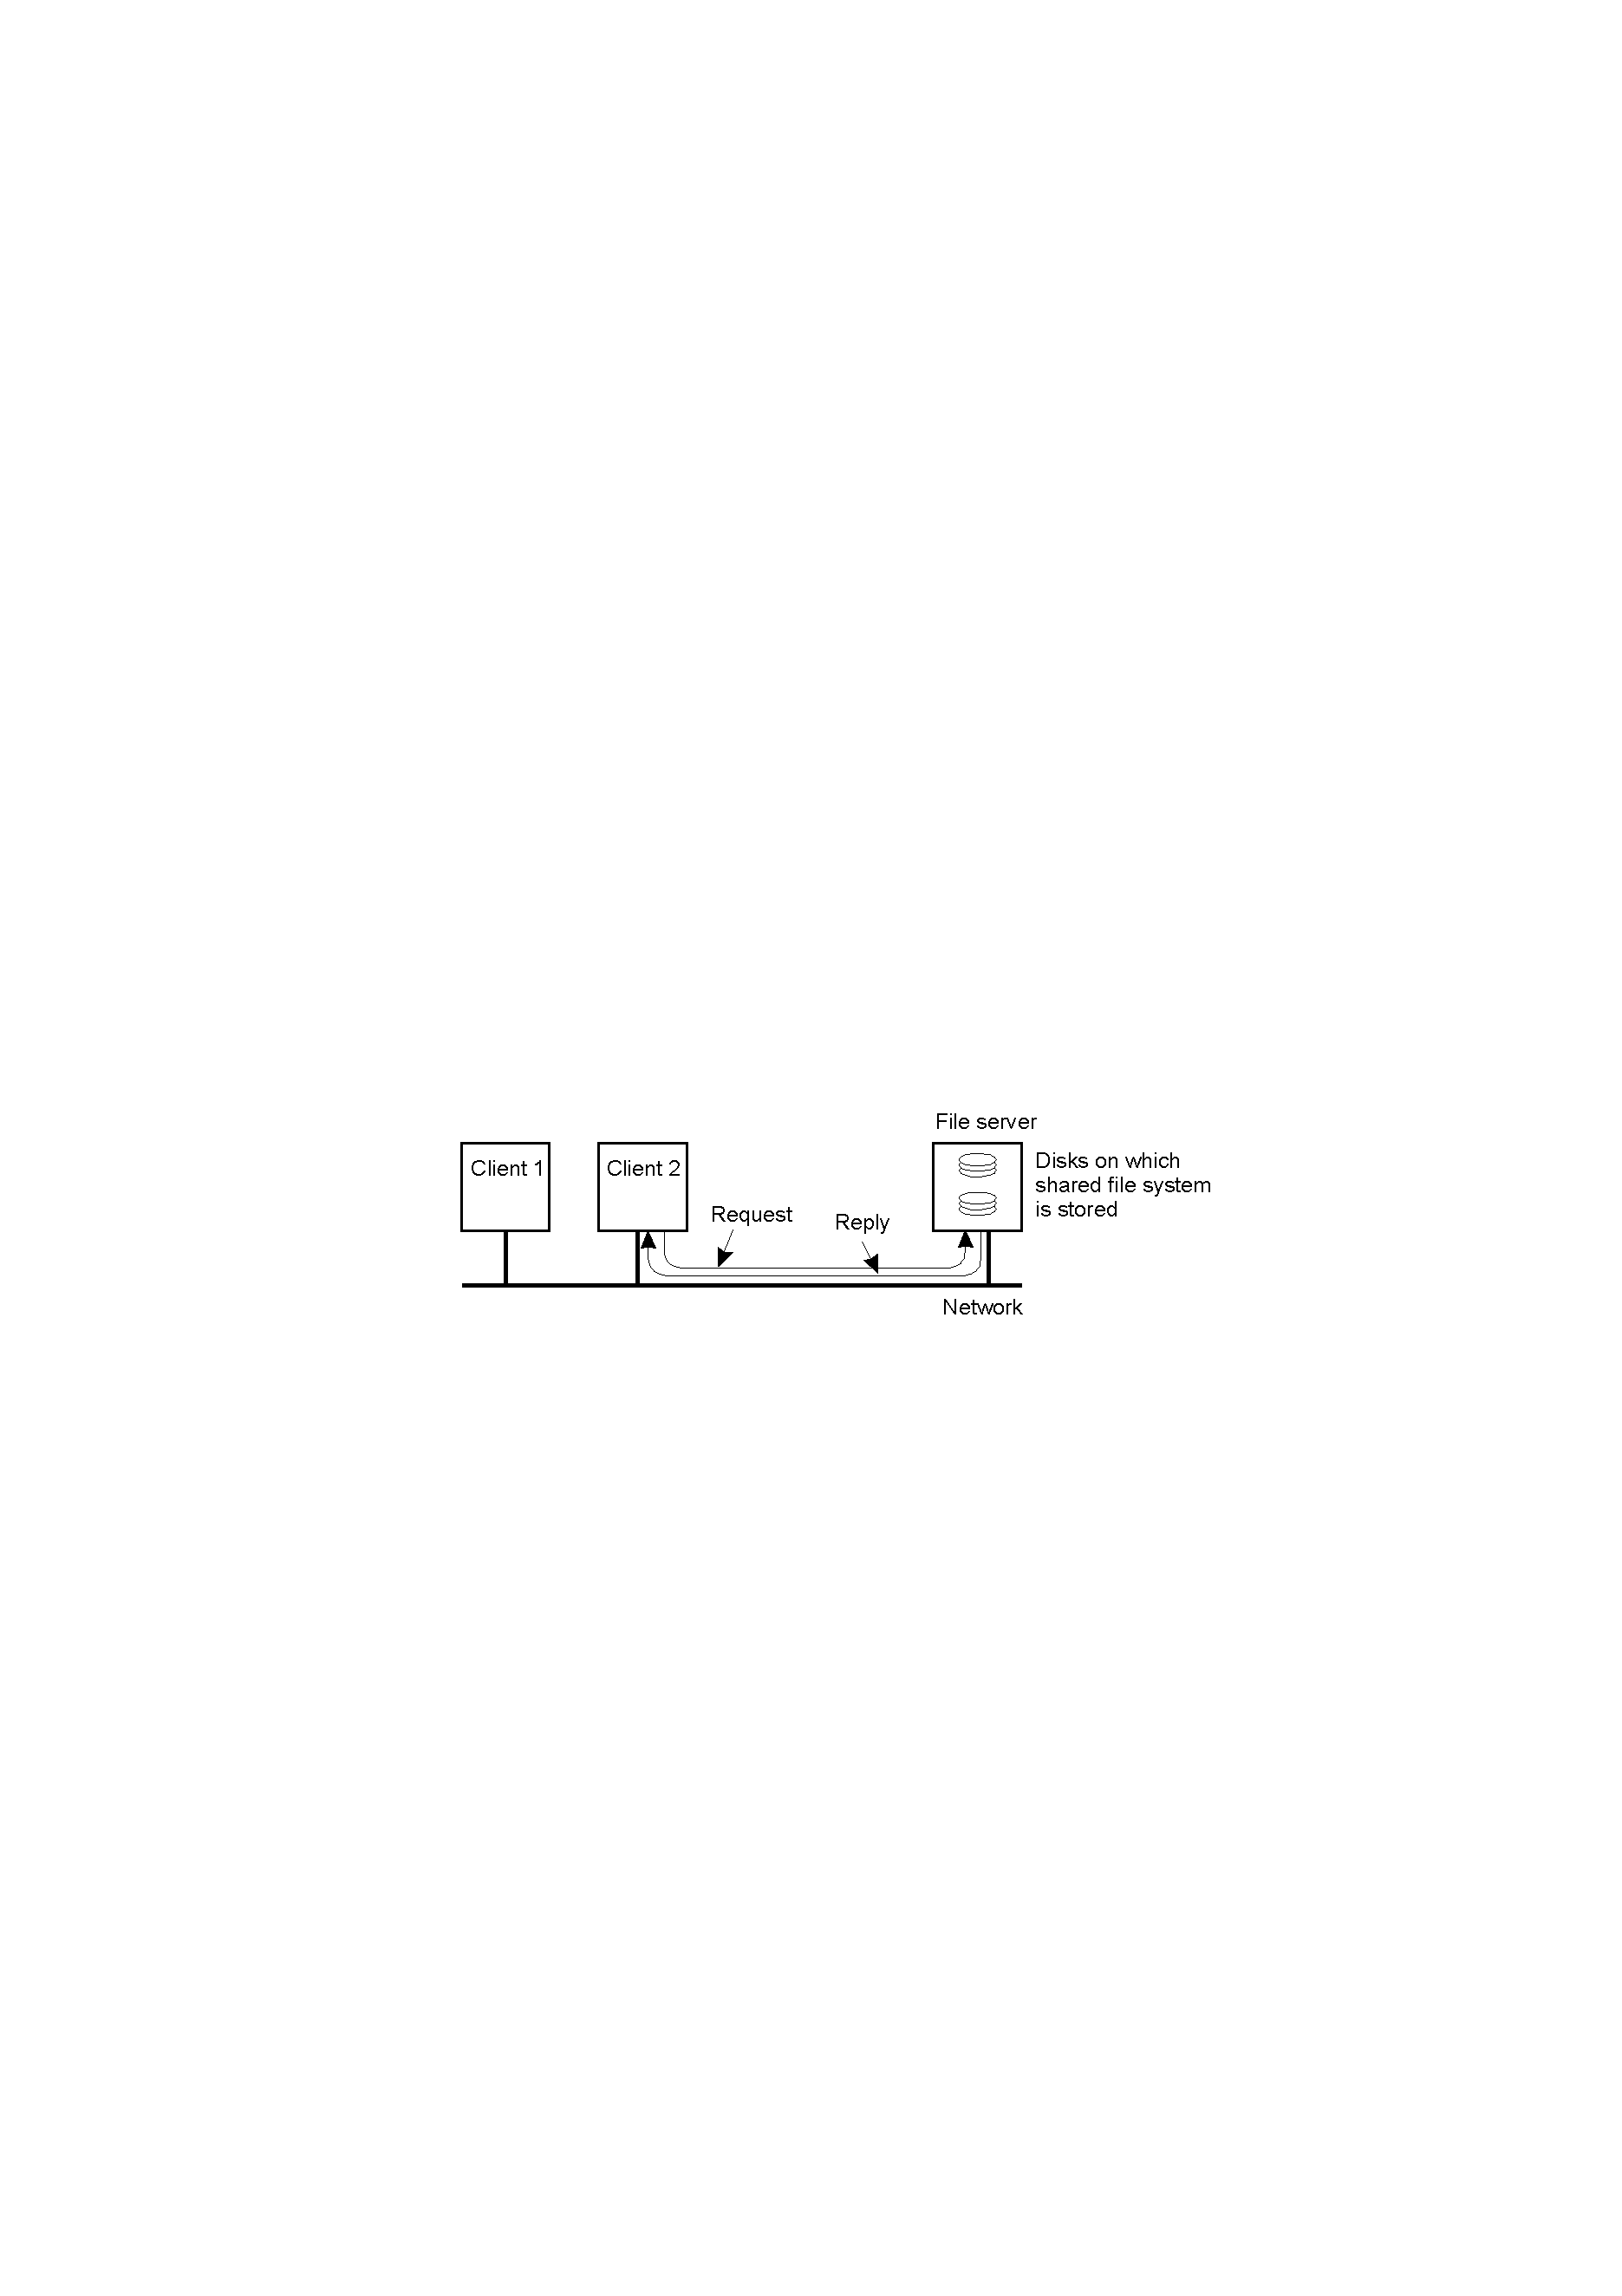 File server
Client 1
Client 2
Disks on which
shared file system
is stored
Request
Reply
Network